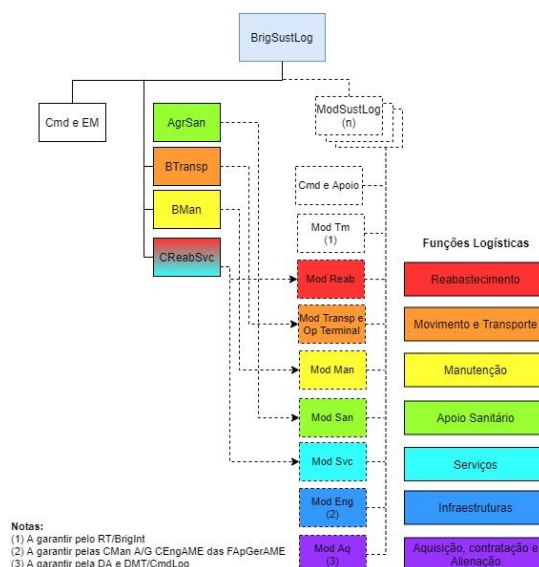 BrigSustLog
Cmd e EM
AgrSan
BTransp
BMan
CReabSvc
ModSustLog
(n)
Cmd e Apoio
Mod Tm
(1)
Mod Reab
Mod Transp e
Op Terminal
Mod Man
Mod San
Mod Svc
Mod Eng
(2)
Mod Aq
(3)
Funções Logísticas
Reabastecimento
Movimento e Transporte
Manutenção
Apoio Sanitário
Serviços
Infraestruturas
Aquisição, contratação e
Alienação
Notas:
(1) A garantir pelo RT/BrigInt
(2) A garantir pelas CMan A/G CEngAME das FApGerAME
(3) A garantir pela DA e DMT/CmdLog